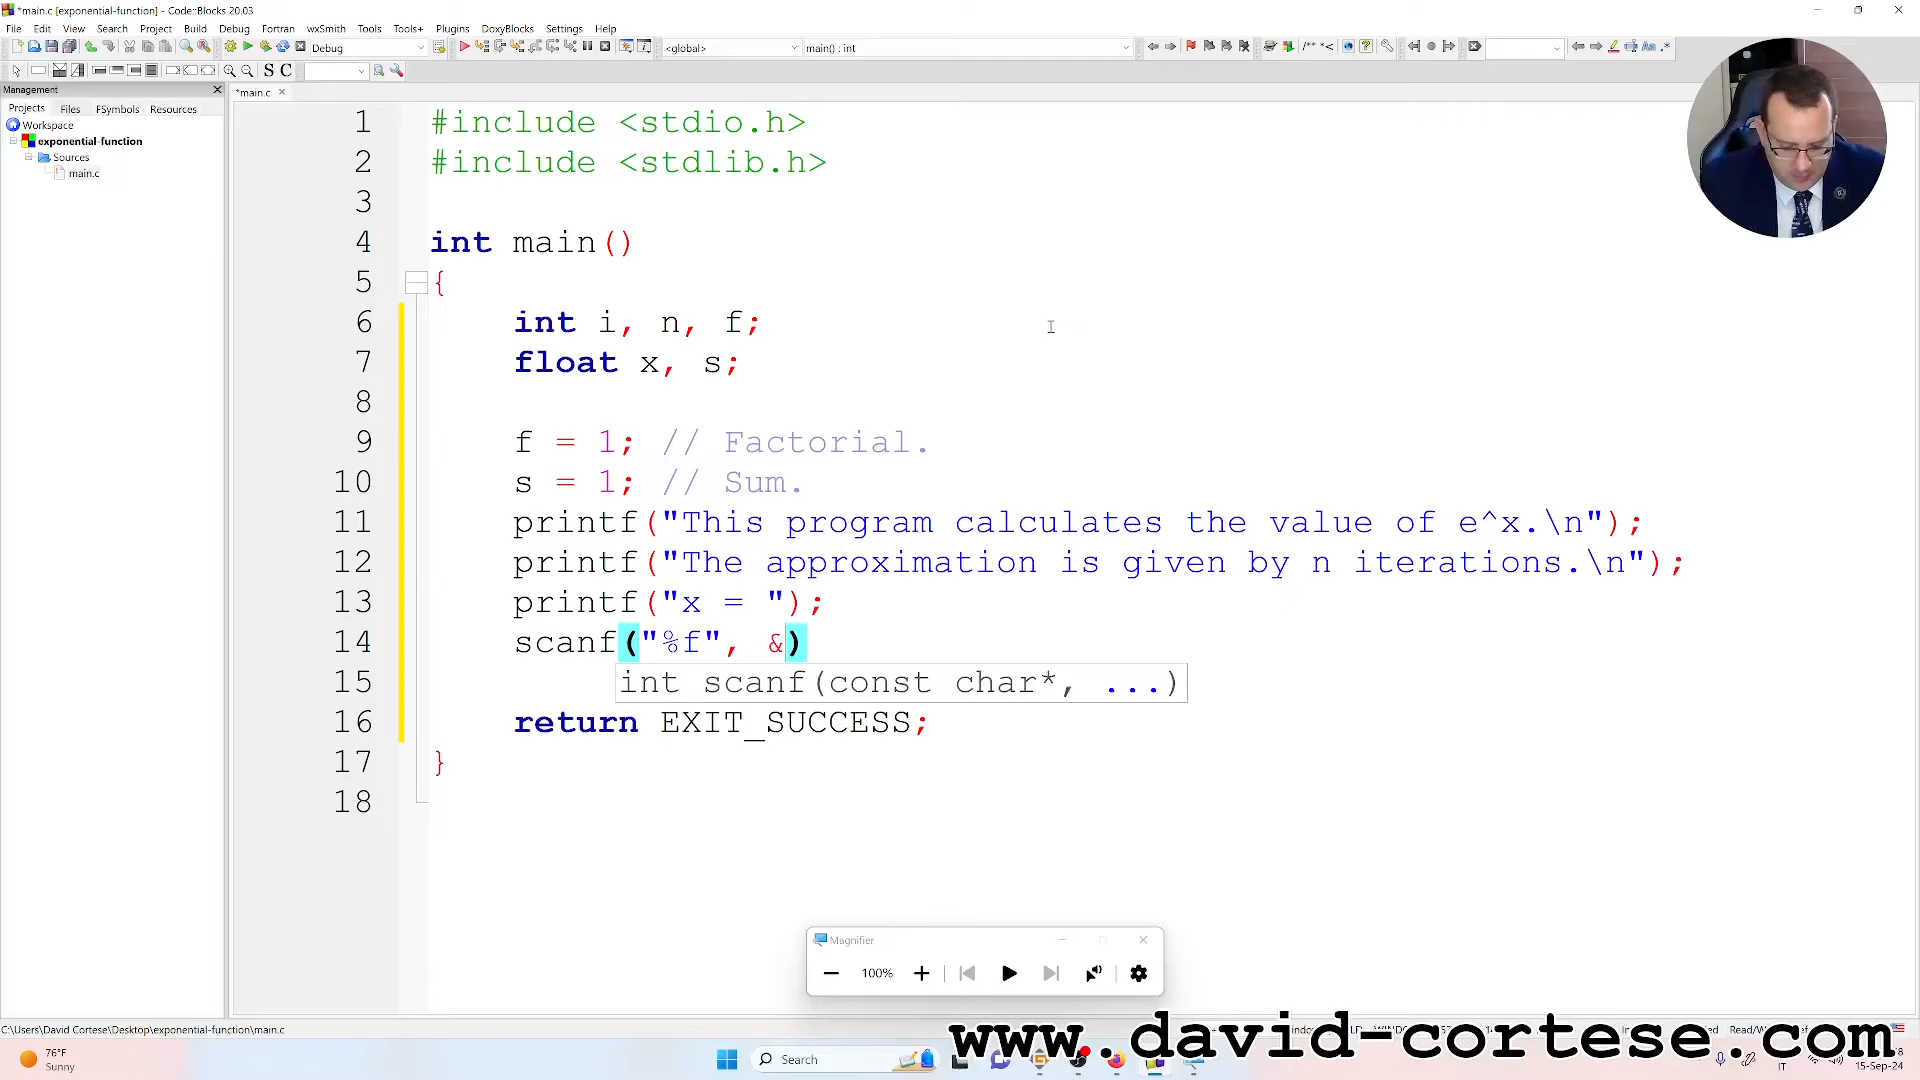 *main.c [exponential-function] - Code::Blocks 20.03
File Edit View Search Project Build Debug Fortran wxSmith Tools Tools+ Plugins DoxyBlocks Settings Help
Debug <global> main() : int
S C
Management
Projects Files FSymbols Resources
*main.c
Workspace
exponential-function
Sources
main.c
1 #include <stdio.h>
2 #include <stdlib.h>
3
4 int main()
5 {
6 int i, n, f;
7 float x, s;
8
9 f = 1; // Factorial.
10 s = 1; // Sum.
11 printf("This program calculates the value of e^x.\n");
12 printf("The approximation is given by n iterations.\n");
13 printf("x = ");
14 scanf("%f", &)
15 int scanf(const char*, ...)
16 return EXIT_SUCCESS;
17 }
18
Magnifier
100%
C:\Users\David Cortese\Desktop\exponential-function\main.c
www.david-cortese.com
76°F
Sunny
Search
IT
15-Sep-24